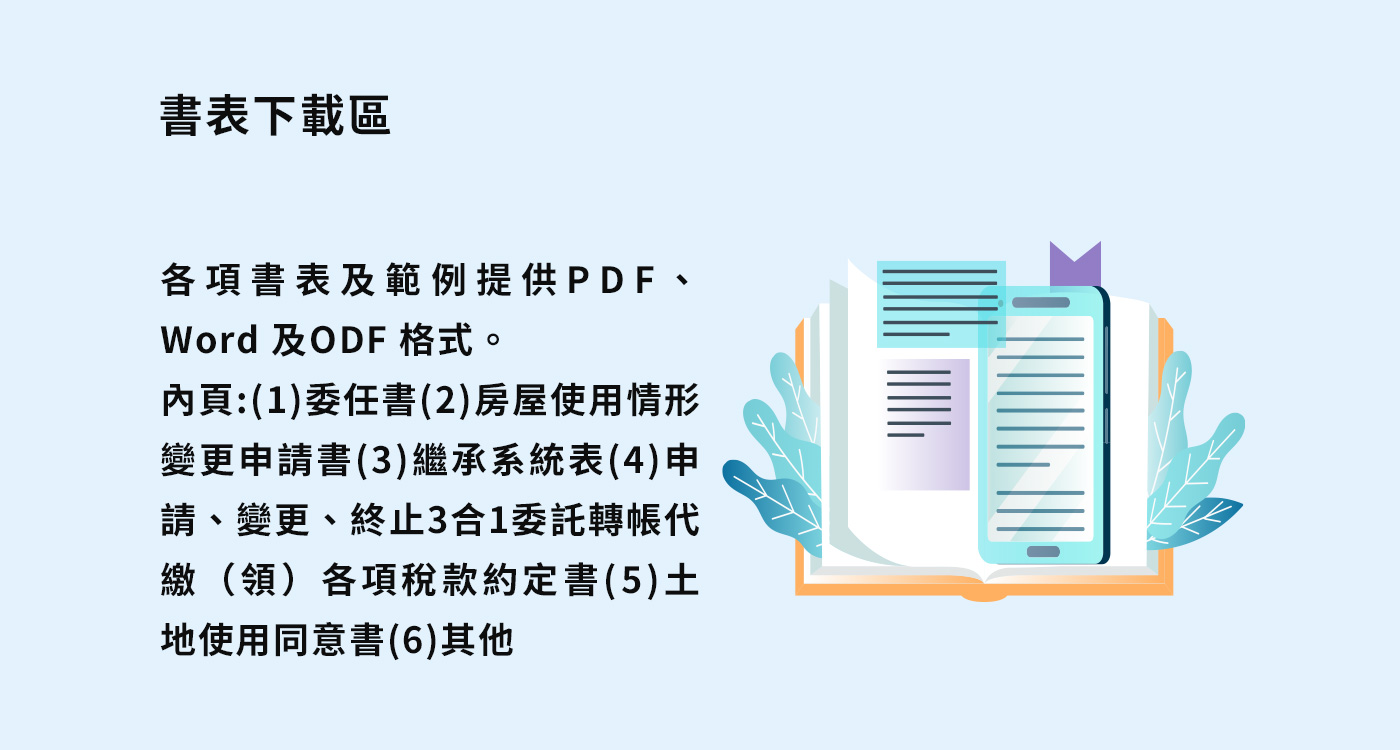 書表下載區
各項書表及範例提供PDF、
Word 及ODF 格式。
內頁:(1)委任書(2)房屋使用情形
變更申請書(3)繼承系統表(4)申
請、變更、終止3合1委託轉帳代
繳（領）各項稅款約定書(5)土
地使用同意書(6)其他